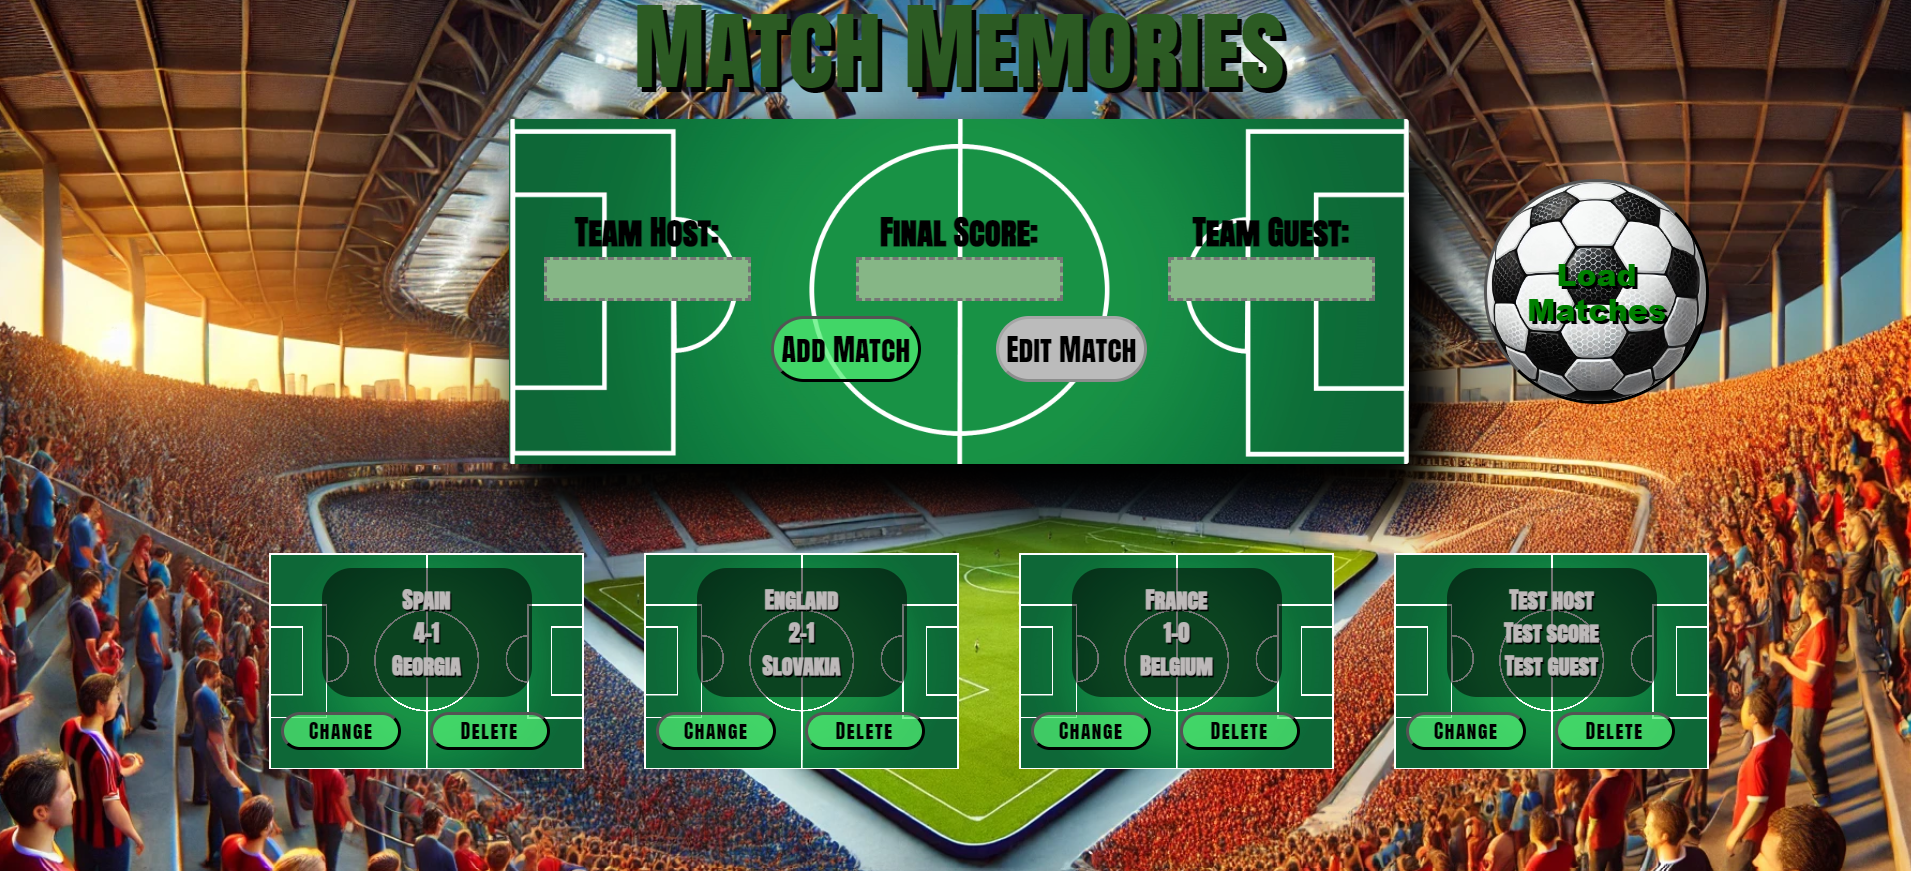 Match Memories
Team Host:
Final Score:
Team Guest:
Add Match
Edit Match
Load
Matches
Spain
4-1
Georgia
Change
Delete
England
2-1
Slovakia
Change
Delete
France
1-0
Belgium
Change
Delete
Test host
Test score
Test guest
Change
Delete